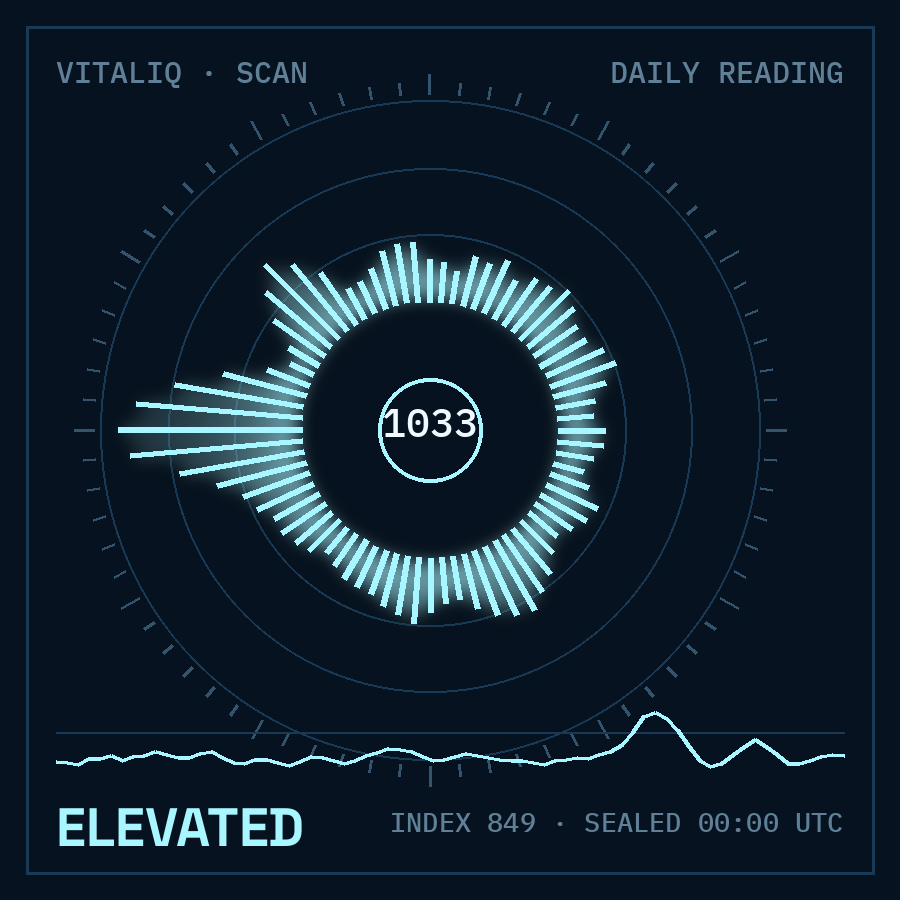 VITALIQ · SCAN
DAILY READING
1033
ELEVATED
INDEX 849 · SEALED 00:00 UTC